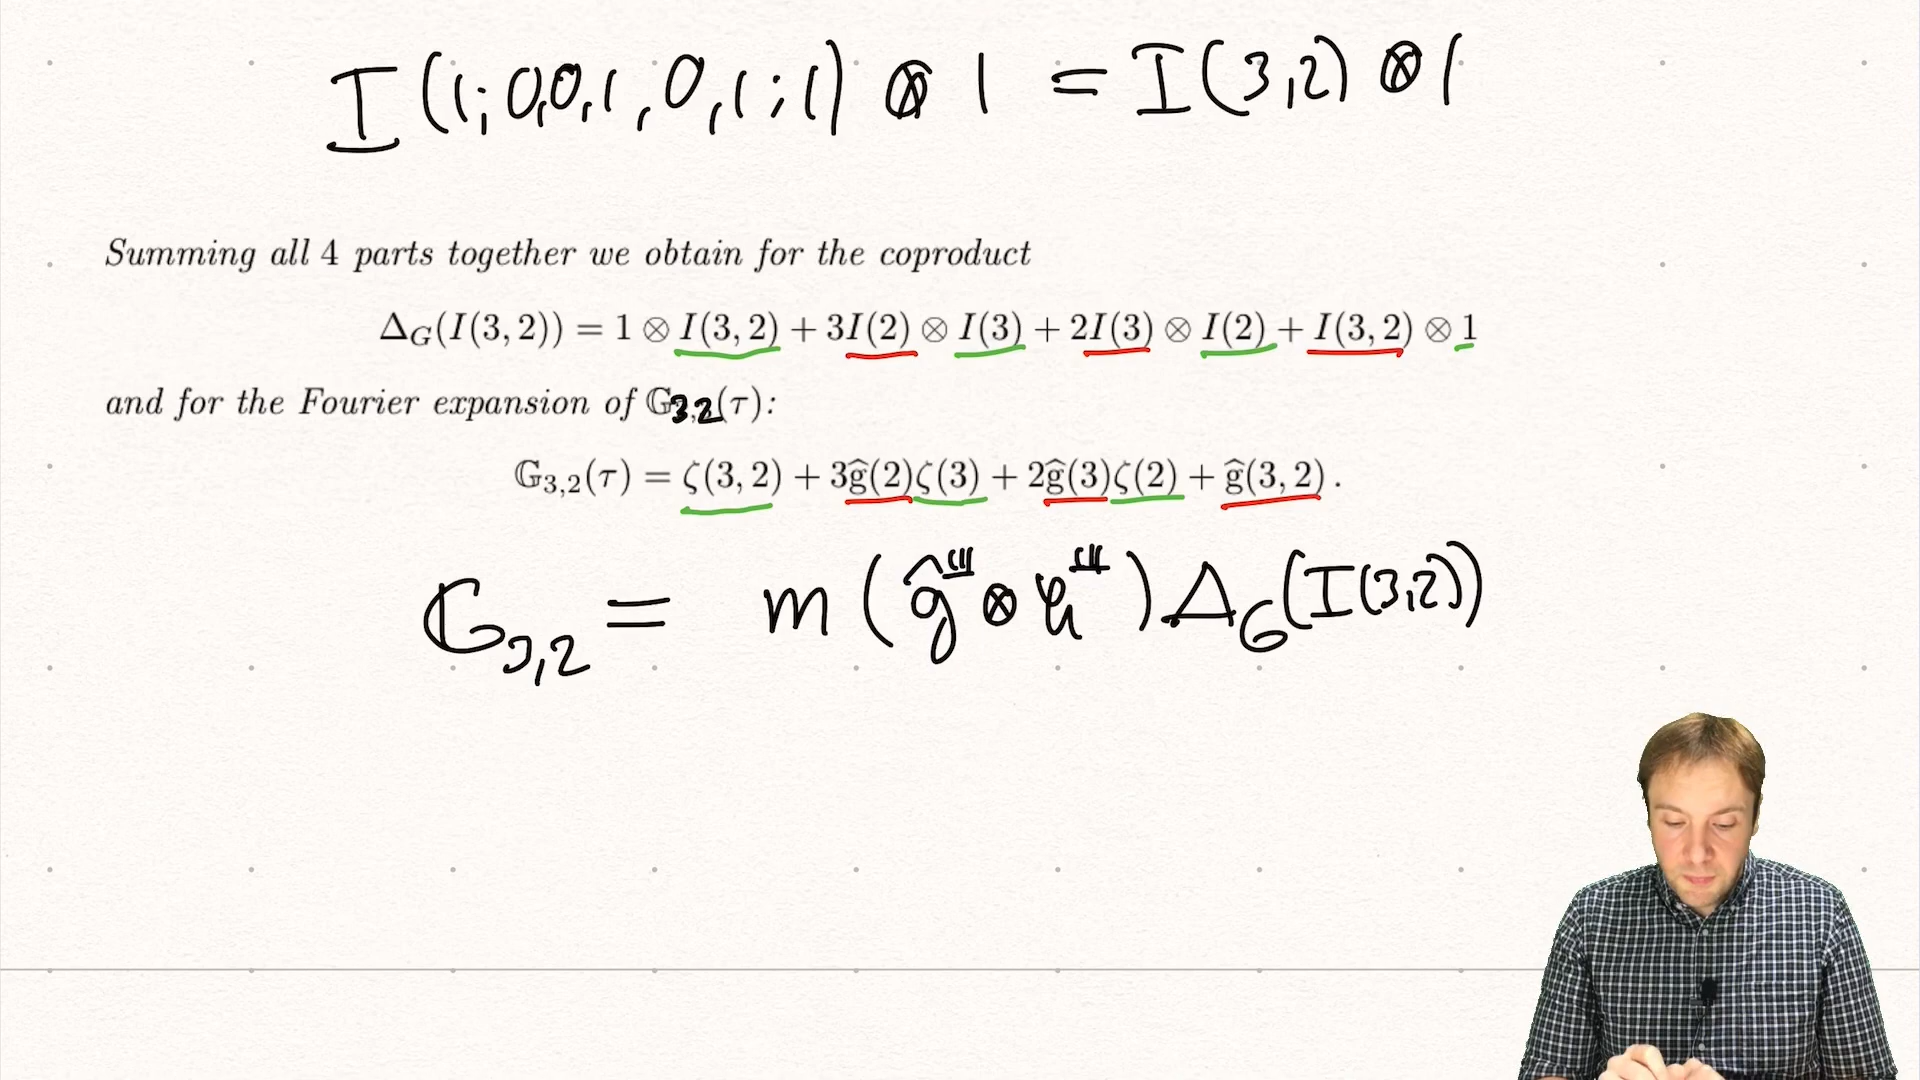 I(1;0,0,1,0,1;1) ⊗ 1 = I(3,2) ⊗ 1
Summing all 4 parts together we obtain for the coproduct
Δ_G(I(3, 2)) = 1 ⊗ I(3, 2) + 3I(2) ⊗ I(3) + 2I(3) ⊗ I(2) + I(3, 2) ⊗ 1
and for the Fourier expansion of 𝔾_{3,2}(τ):
𝔾_{3,2}(τ) = ζ(3, 2) + 3ĝ(2)ζ(3) + 2ĝ(3)ζ(2) + ĝ(3, 2) .
𝔾_{3,2} = m(ĝ^ш ⊗ ^ш) Δ_G(I(3,2))